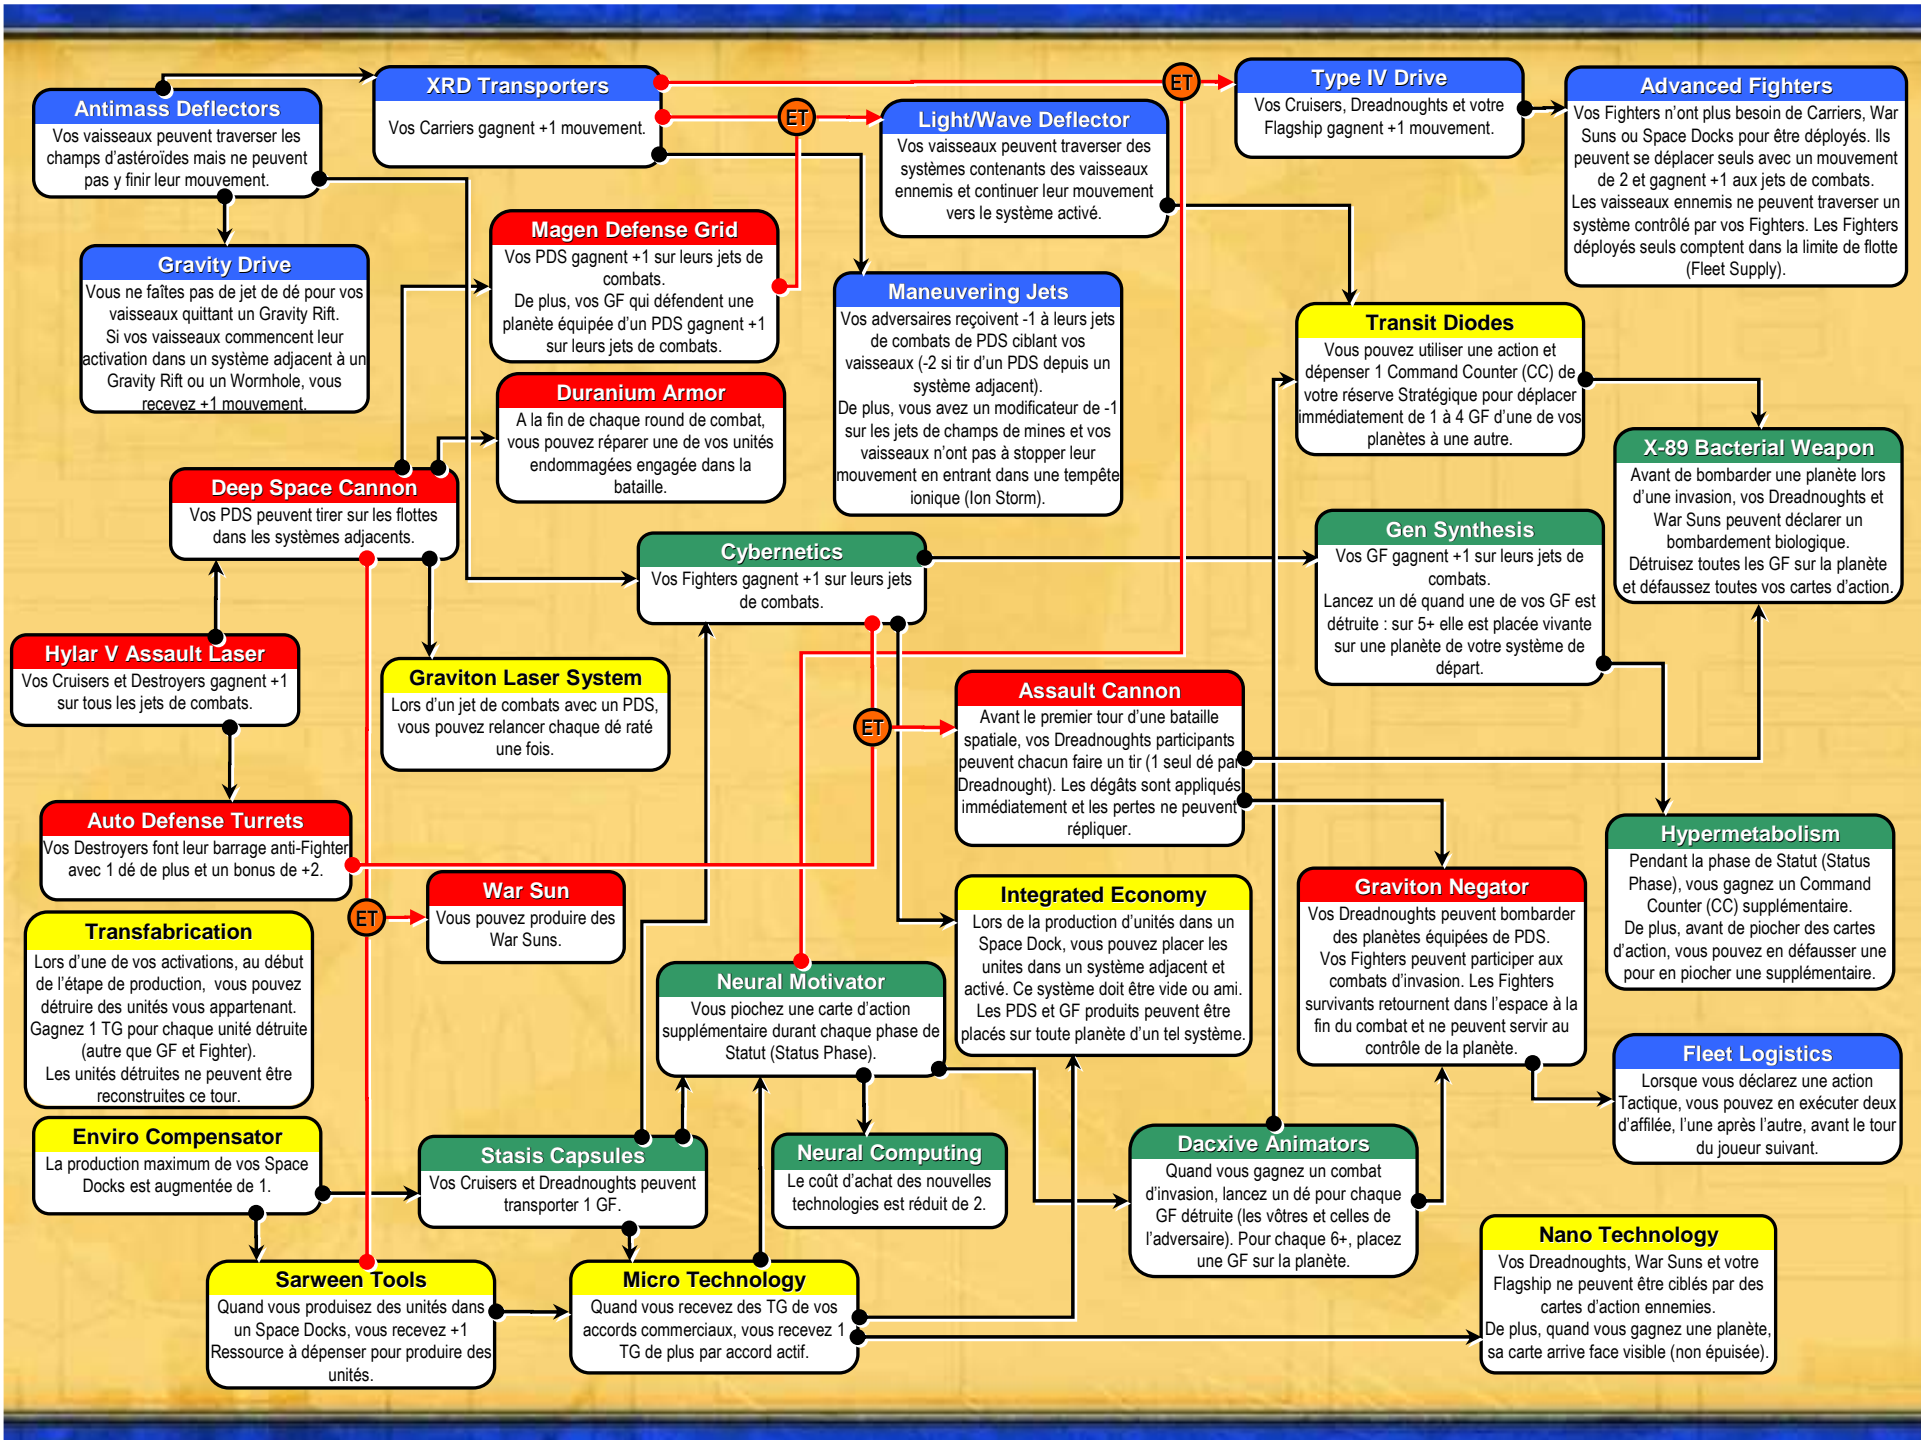 Antimass Deflectors
Vos vaisseaux peuvent traverser les
champs d'astéroïdes mais ne peuvent
pas y finir leur mouvement.
XRD Transporters
Vos Carriers gagnent +1 mouvement.
ET
ET
Light/Wave Deflector
Vos vaisseaux peuvent traverser des
systèmes contenants des vaisseaux
ennemis et continuer leur mouvement
vers le système activé.
Type IV Drive
Vos Cruisers, Dreadnoughts et votre
Flagship gagnent +1 mouvement.
Advanced Fighters
Vos Fighters n'ont plus besoin de Carriers, War
Suns ou Space Docks pour être déployés. Ils
peuvent se déplacer seuls avec un mouvement
de 2 et gagnent +1 aux jets de combats.
Les vaisseaux ennemis ne peuvent traverser un
système contrôlé par vos Fighters. Les Fighters
déployés seuls comptent dans la limite de flotte
(Fleet Supply).
Gravity Drive
Vous ne faîtes pas de jet de dé pour vos
vaisseaux quittant un Gravity Rift.
Si vos vaisseaux commencent leur
activation dans un système adjacent à un
Gravity Rift ou un Wormhole, vous
recevez +1 mouvement.
Magen Defense Grid
Vos PDS gagnent +1 sur leurs jets de
combats.
De plus, vos GF qui défendent une
planète équipée d'un PDS gagnent +1
sur leurs jets de combats.
Maneuvering Jets
Vos adversaires reçoivent -1 à leurs jets
de combats de PDS ciblant vos
vaisseaux (-2 si tir d'un PDS depuis un
système adjacent).
De plus, vous avez un modificateur de -1
sur les jets de champs de mines et vos
vaisseaux n'ont pas à stopper leur
mouvement en entrant dans une tempête
ionique (Ion Storm).
Transit Diodes
Vous pouvez utiliser une action et
dépenser 1 Command Counter (CC) de
votre réserve Stratégique pour déplacer
immédiatement de 1 à 4 GF d'une de vos
planètes à une autre.
Duranium Armor
A la fin de chaque round de combat,
vous pouvez réparer une de vos unités
endommagées engagée dans la
bataille.
X-89 Bacterial Weapon
Avant de bombarder une planète lors
d'une invasion, vos Dreadnoughts et
War Suns peuvent déclarer un
bombardement biologique.
Détruisez toutes les GF sur la planète
et défaussez toutes vos cartes d'action.
Deep Space Cannon
Vos PDS peuvent tirer sur les flottes
dans les systèmes adjacents.
Cybernetics
Vos Fighters gagnent +1 sur leurs jets
de combats.
Gen Synthesis
Vos GF gagnent +1 sur leurs jets de
combats.
Lancez un dé quand une de vos GF est
détruite : sur 5+ elle est placée vivante
sur une planète de votre système de
départ.
Hylar V Assault Laser
Vos Cruisers et Destroyers gagnent +1
sur tous les jets de combats.
Graviton Laser System
Lors d'un jet de combats avec un PDS,
vous pouvez relancer chaque dé raté
une fois.
ET
Assault Cannon
Avant le premier tour d'une bataille
spatiale, vos Dreadnoughts participants
peuvent chacun faire un tir (1 seul dé par
Dreadnought). Les dégâts sont appliqués
immédiatement et les pertes ne peuvent
répliquer.
Auto Defense Turrets
Vos Destroyers font leur barrage anti-Fighter
avec 1 dé de plus et un bonus de +2.
ET
War Sun
Vous pouvez produire des
War Suns.
Integrated Economy
Lors de la production d'unités dans un
Space Dock, vous pouvez placer les
unites dans un système adjacent et
activé. Ce système doit être vide ou ami.
Les PDS et GF produits peuvent être
placés sur toute planète d'un tel système.
Graviton Negator
Vos Dreadnoughts peuvent bombarder
des planètes équipées de PDS.
Vos Fighters peuvent participer aux
combats d'invasion. Les Fighters
survivants retournent dans l'espace à la
fin du combat et ne peuvent servir au
contrôle de la planète.
Hypermetabolism
Pendant la phase de Statut (Status
Phase), vous gagnez un Command
Counter (CC) supplémentaire.
De plus, avant de piocher des cartes
d'action, vous pouvez en défausser une
pour en piocher une supplémentaire.
Transfabrication
Lors d'une de vos activations, au début
de l'étape de production, vous pouvez
détruire des unités vous appartenant.
Gagnez 1 TG pour chaque unité détruite
(autre que GF et Fighter).
Les unités détruites ne peuvent être
reconstruites ce tour.
Neural Motivator
Vous piochez une carte d'action
supplémentaire durant chaque phase de
Statut (Status Phase).
Fleet Logistics
Lorsque vous déclarez une action
Tactique, vous pouvez en exécuter deux
d'affilée, l'une après l'autre, avant le tour
du joueur suivant.
Enviro Compensator
La production maximum de vos Space
Docks est augmentée de 1.
Stasis Capsules
Vos Cruisers et Dreadnoughts peuvent
transporter 1 GF.
Neural Computing
Le coût d'achat des nouvelles
technologies est réduit de 2.
Dacxive Animators
Quand vous gagnez un combat
d'invasion, lancez un dé pour chaque
GF détruite (les vôtres et celles de
l'adversaire). Pour chaque 6+, placez
une GF sur la planète.
Sarween Tools
Quand vous produisez des unités dans
un Space Docks, vous recevez +1
Ressource à dépenser pour produire des
unités.
Micro Technology
Quand vous recevez des TG de vos
accords commerciaux, vous recevez 1
TG de plus par accord actif.
Nano Technology
Vos Dreadnoughts, War Suns et votre
Flagship ne peuvent être ciblés par des
cartes d'action ennemies.
De plus, quand vous gagnez une planète,
sa carte arrive face visible (non épuisée).